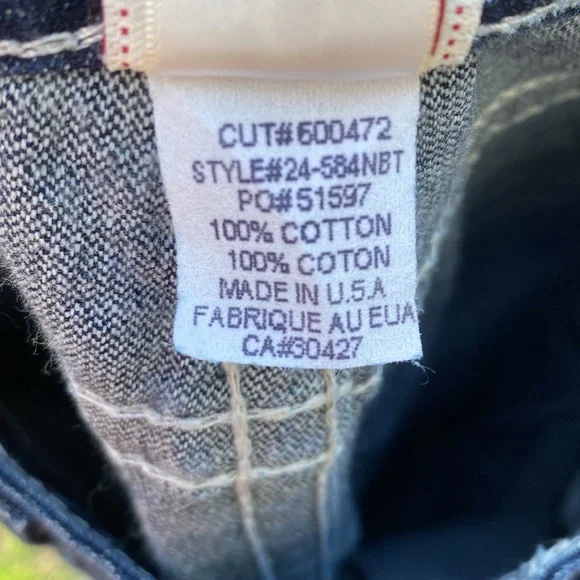 CUT#600472
STYLE#24-584NBT
PO#51597
100% COTTON
100% COTON
MADE IN U.S.A
FABRIQUE AU EUA
CA#30427